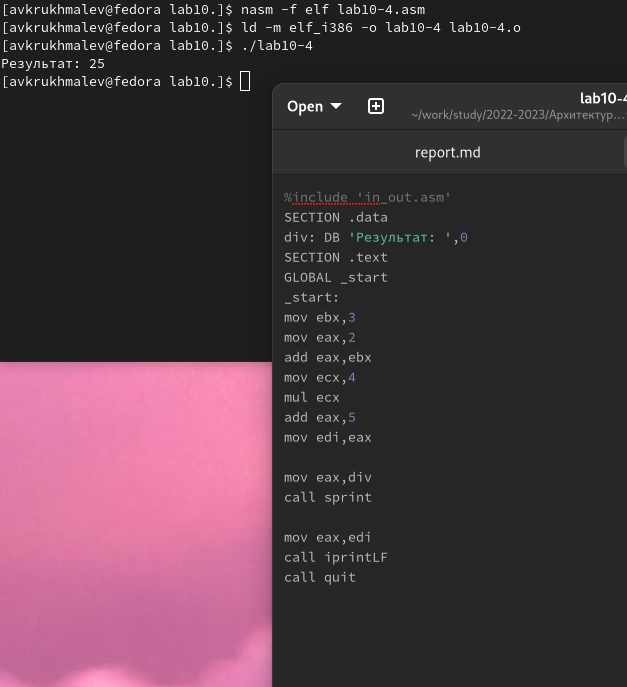 [avkrukhmalev@fedora lab10.]$ nasm -f elf lab10-4.asm
[avkrukhmalev@fedora lab10.]$ ld -m elf_i386 -o lab10-4 lab10-4.o
[avkrukhmalev@fedora lab10.]$ ./lab10-4
Результат: 25
[avkrukhmalev@fedora lab10.]$
Open
lab10-4
~/work/study/2022-2023/Архитектур…
report.md
%include 'in_out.asm'
SECTION .data
div: DB 'Результат: ',0
SECTION .text
GLOBAL _start
_start:
mov ebx,3
mov eax,2
add eax,ebx
mov ecx,4
mul ecx
add eax,5
mov edi,eax
mov eax,div
call sprint
mov eax,edi
call iprintLF
call quit